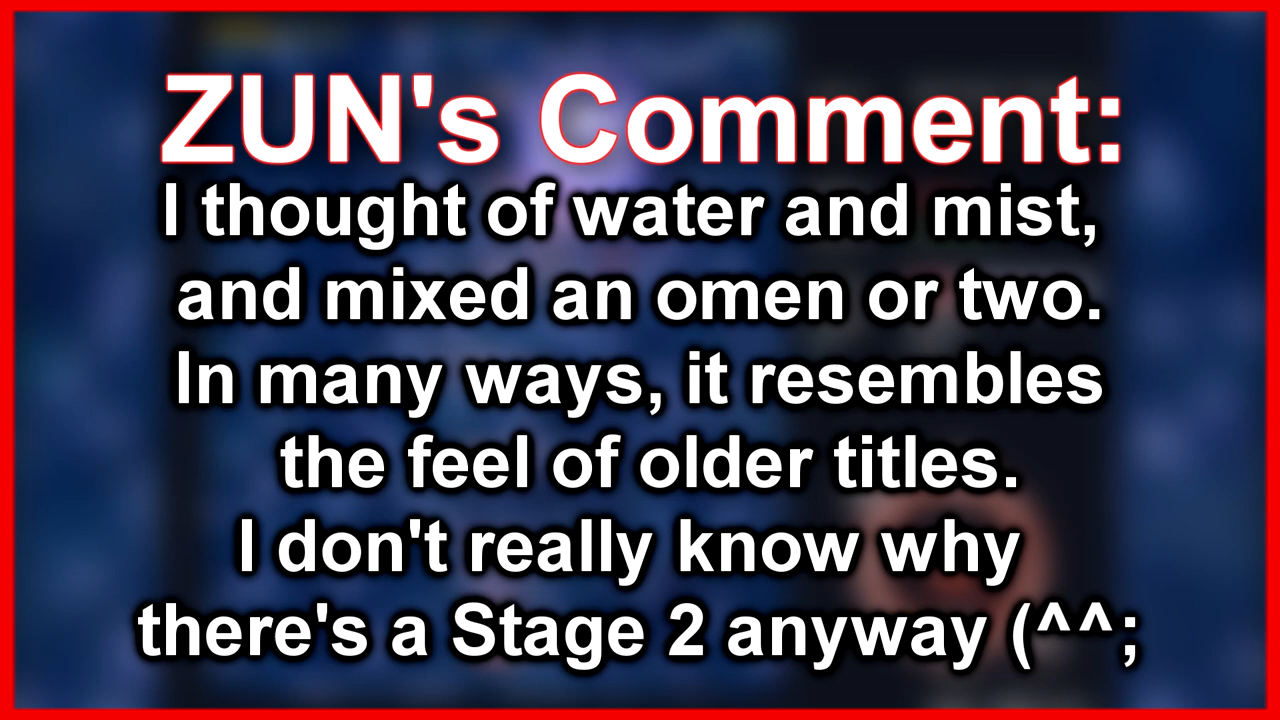 ZUN's Comment:
I thought of water and mist,
and mixed an omen or two.
In many ways, it resembles
the feel of older titles.
I don't really know why
there's a Stage 2 anyway (^^;